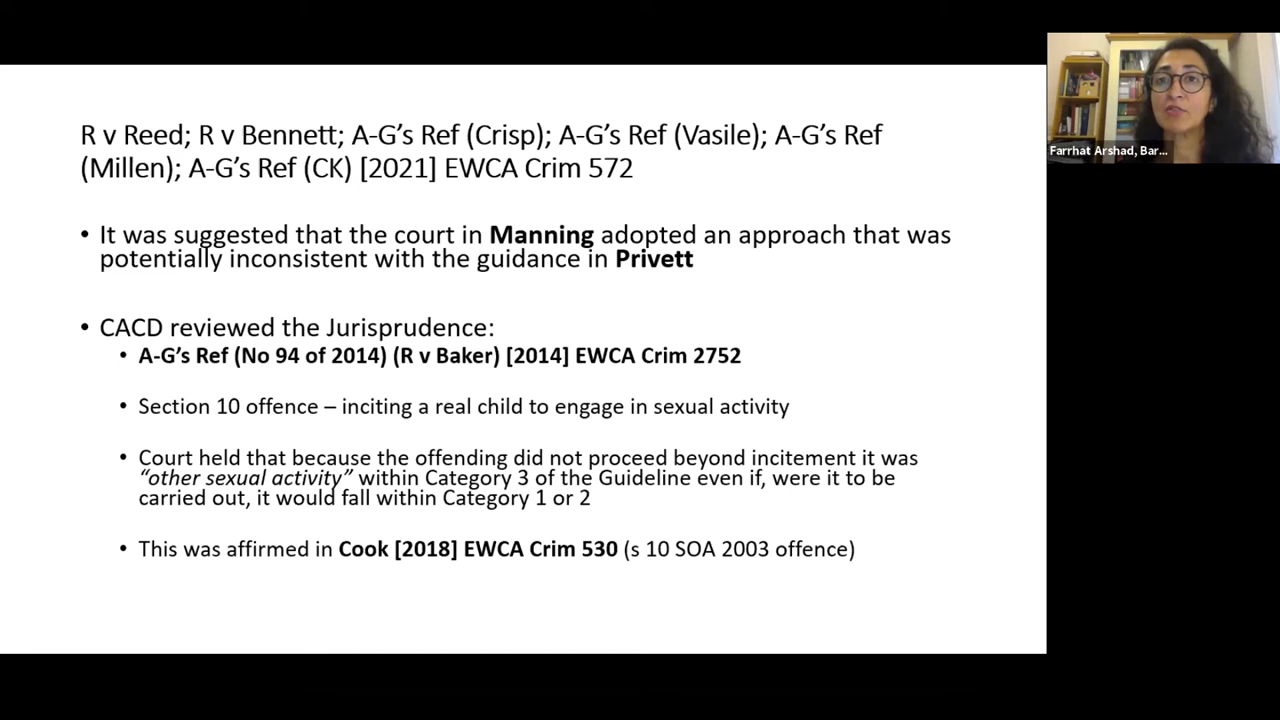 R v Reed; R v Bennett; A-G’s Ref (Crisp); A-G’s Ref (Vasile); A-G’s Ref
(Millen); A-G’s Ref (CK) [2021] EWCA Crim 572
• It was suggested that the court in Manning adopted an approach that was
potentially inconsistent with the guidance in Privett
• CACD reviewed the Jurisprudence:
• A-G’s Ref (No 94 of 2014) (R v Baker) [2014] EWCA Crim 2752
• Section 10 offence – inciting a real child to engage in sexual activity
• Court held that because the offending did not proceed beyond incitement it was
“other sexual activity” within Category 3 of the Guideline even if, were it to be
carried out, it would fall within Category 1 or 2
• This was affirmed in Cook [2018] EWCA Crim 530 (s 10 SOA 2003 offence)
Farrhat Arshad, Bar...